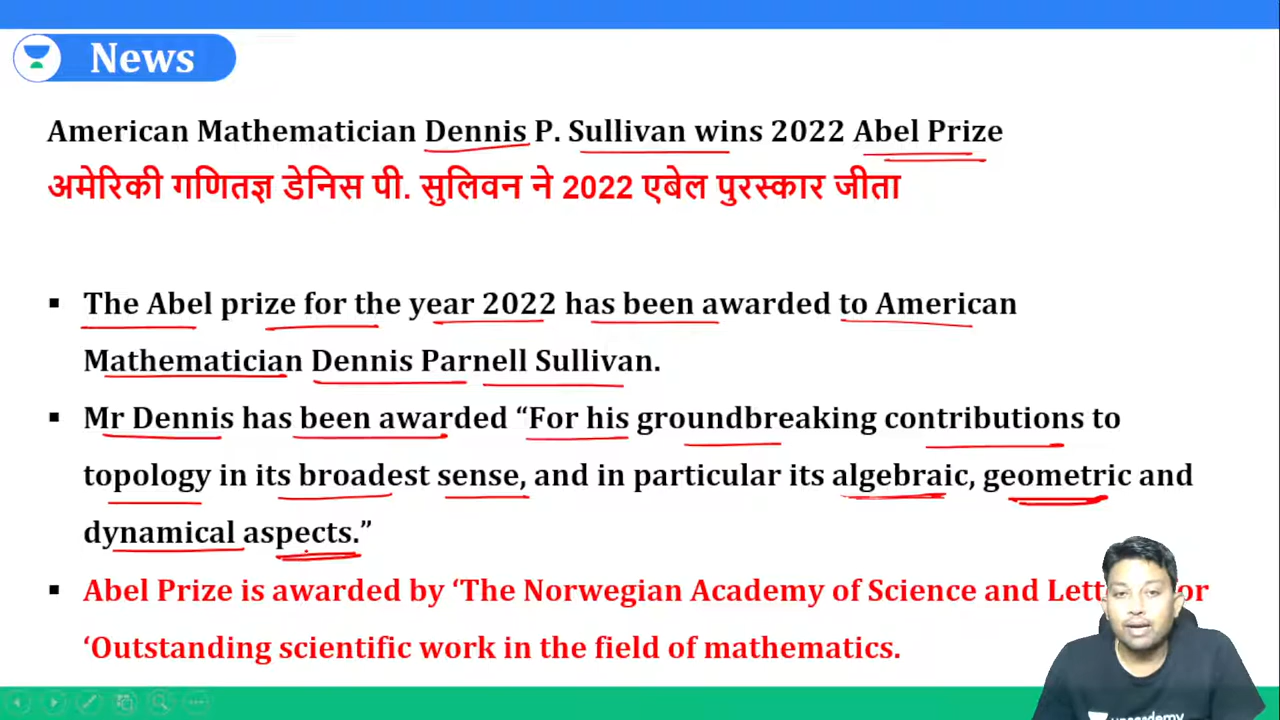 News
American Mathematician Dennis P. Sullivan wins 2022 Abel Prize
अमेरिकी गणितज्ञ डेनिस पी. सुलिवन ने 2022 एबेल पुरस्कार जीता
▪ The Abel prize for the year 2022 has been awarded to American
Mathematician Dennis Parnell Sullivan.
▪ Mr Dennis has been awarded “For his groundbreaking contributions to
topology in its broadest sense, and in particular its algebraic, geometric and
dynamical aspects.”
▪ Abel Prize is awarded by ‘The Norwegian Academy of Science and
‘Outstanding scientific work in the field of mathematics.